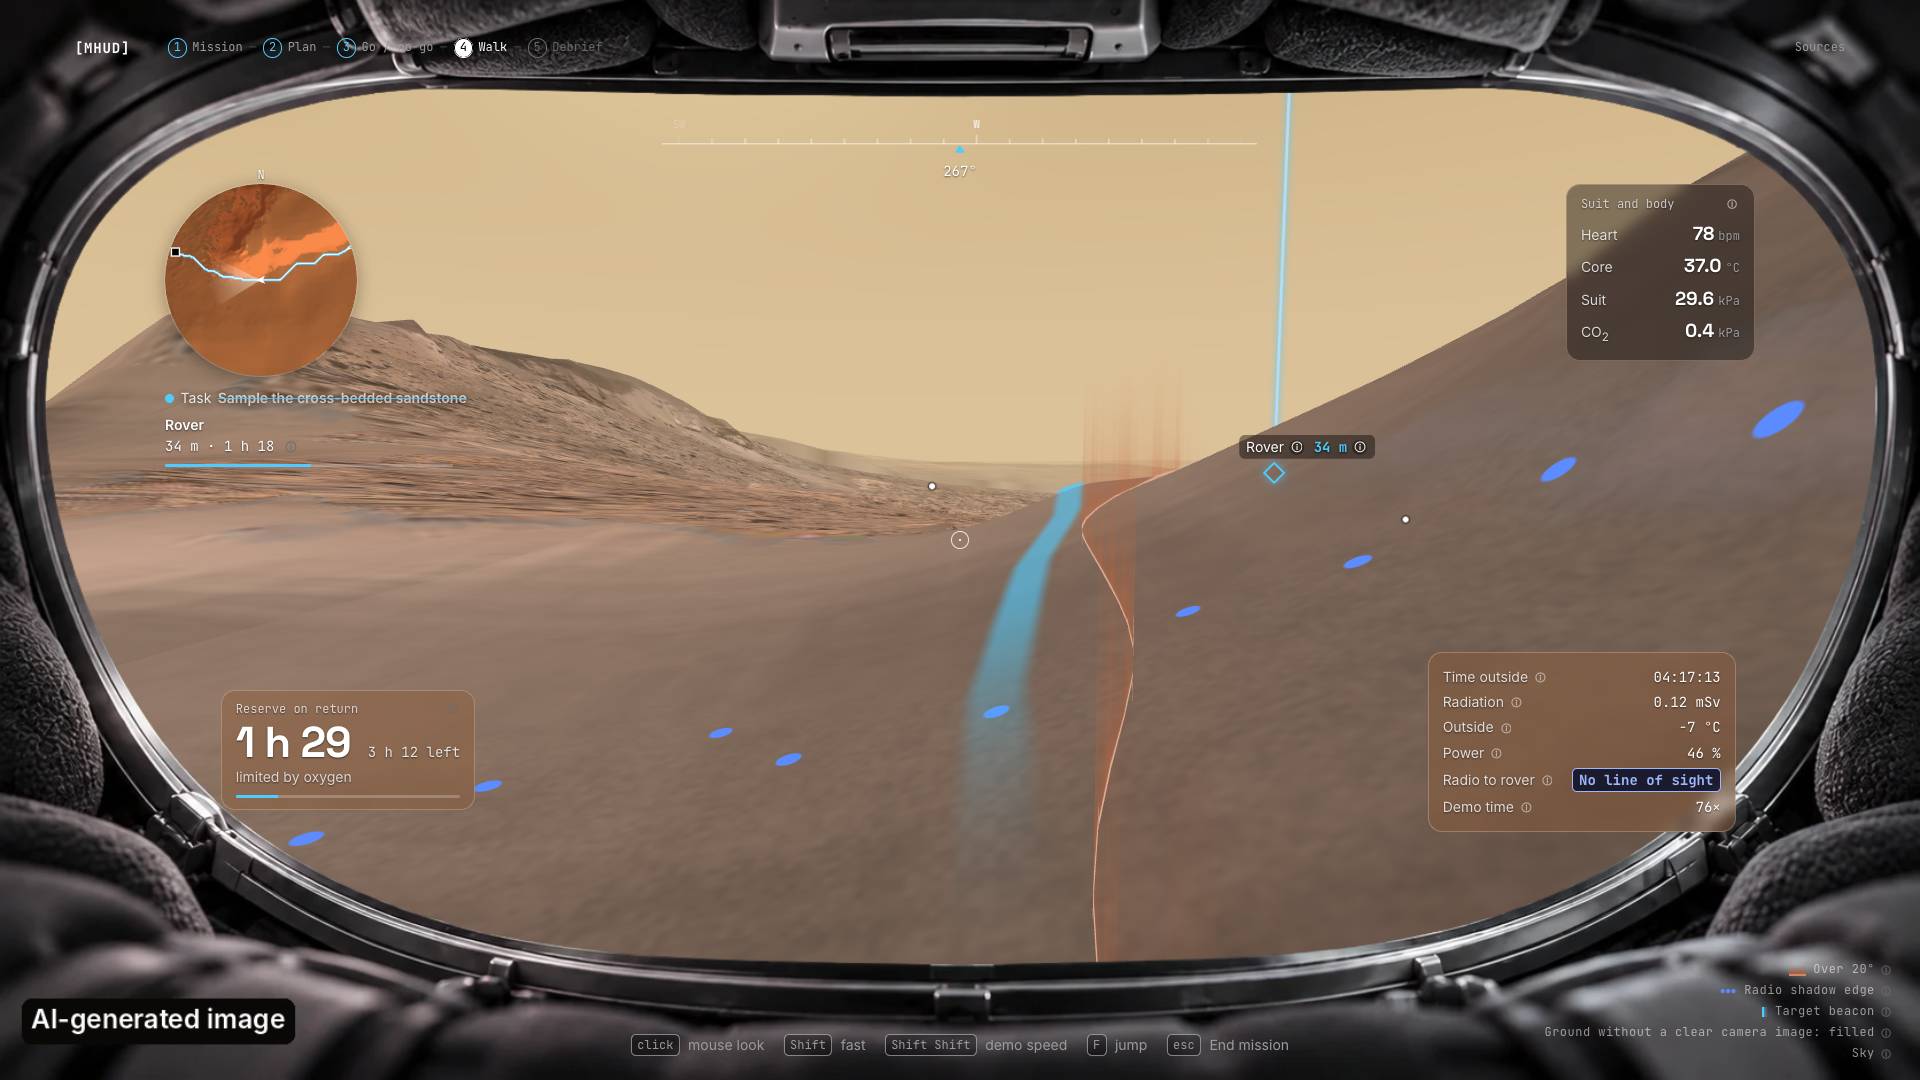 [MHUD] 1 Mission 2 Plan 3 Go / no-go 4 Walk 5 Debrief Sources
SW W
267°
N
Task Sample the cross-bedded sandstone
Rover
34 m · 1 h 18
Suit and body
Heart 78 bpm
Core 37.0 °C
Suit 29.6 kPa
CO2 0.4 kPa
Rover 34 m
Reserve on return
1 h 29 3 h 12 left
limited by oxygen
Time outside 04:17:13
Radiation 0.12 mSv
Outside -7 °C
Power 46 %
Radio to rover No line of sight
Demo time 76×
Over 20°
Radio shadow edge
Target beacon
Ground without a clear camera image: filled
Sky
AI-generated image
click mouse look Shift fast Shift Shift demo speed F jump esc End mission